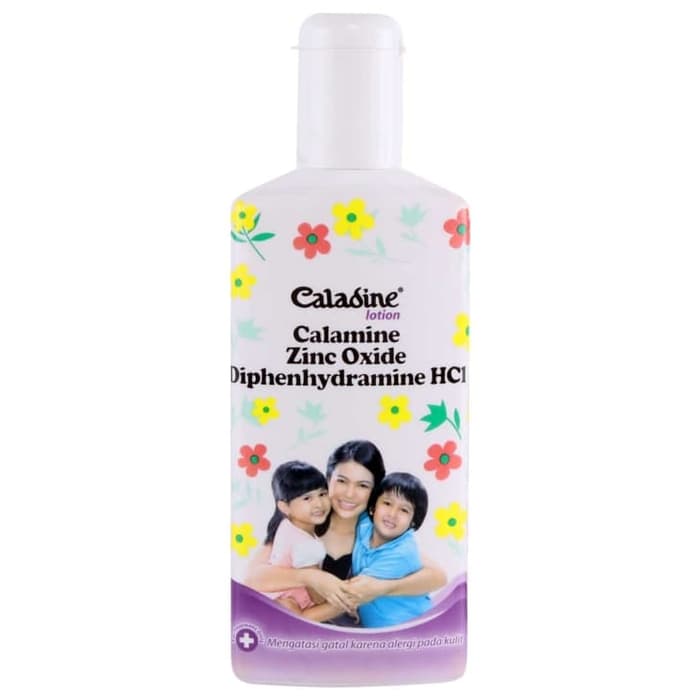 Caladine®
lotion
Calamine
Zinc Oxide
Diphenhydramine HCl
Mengatasi gatal karena alergi pada kulit